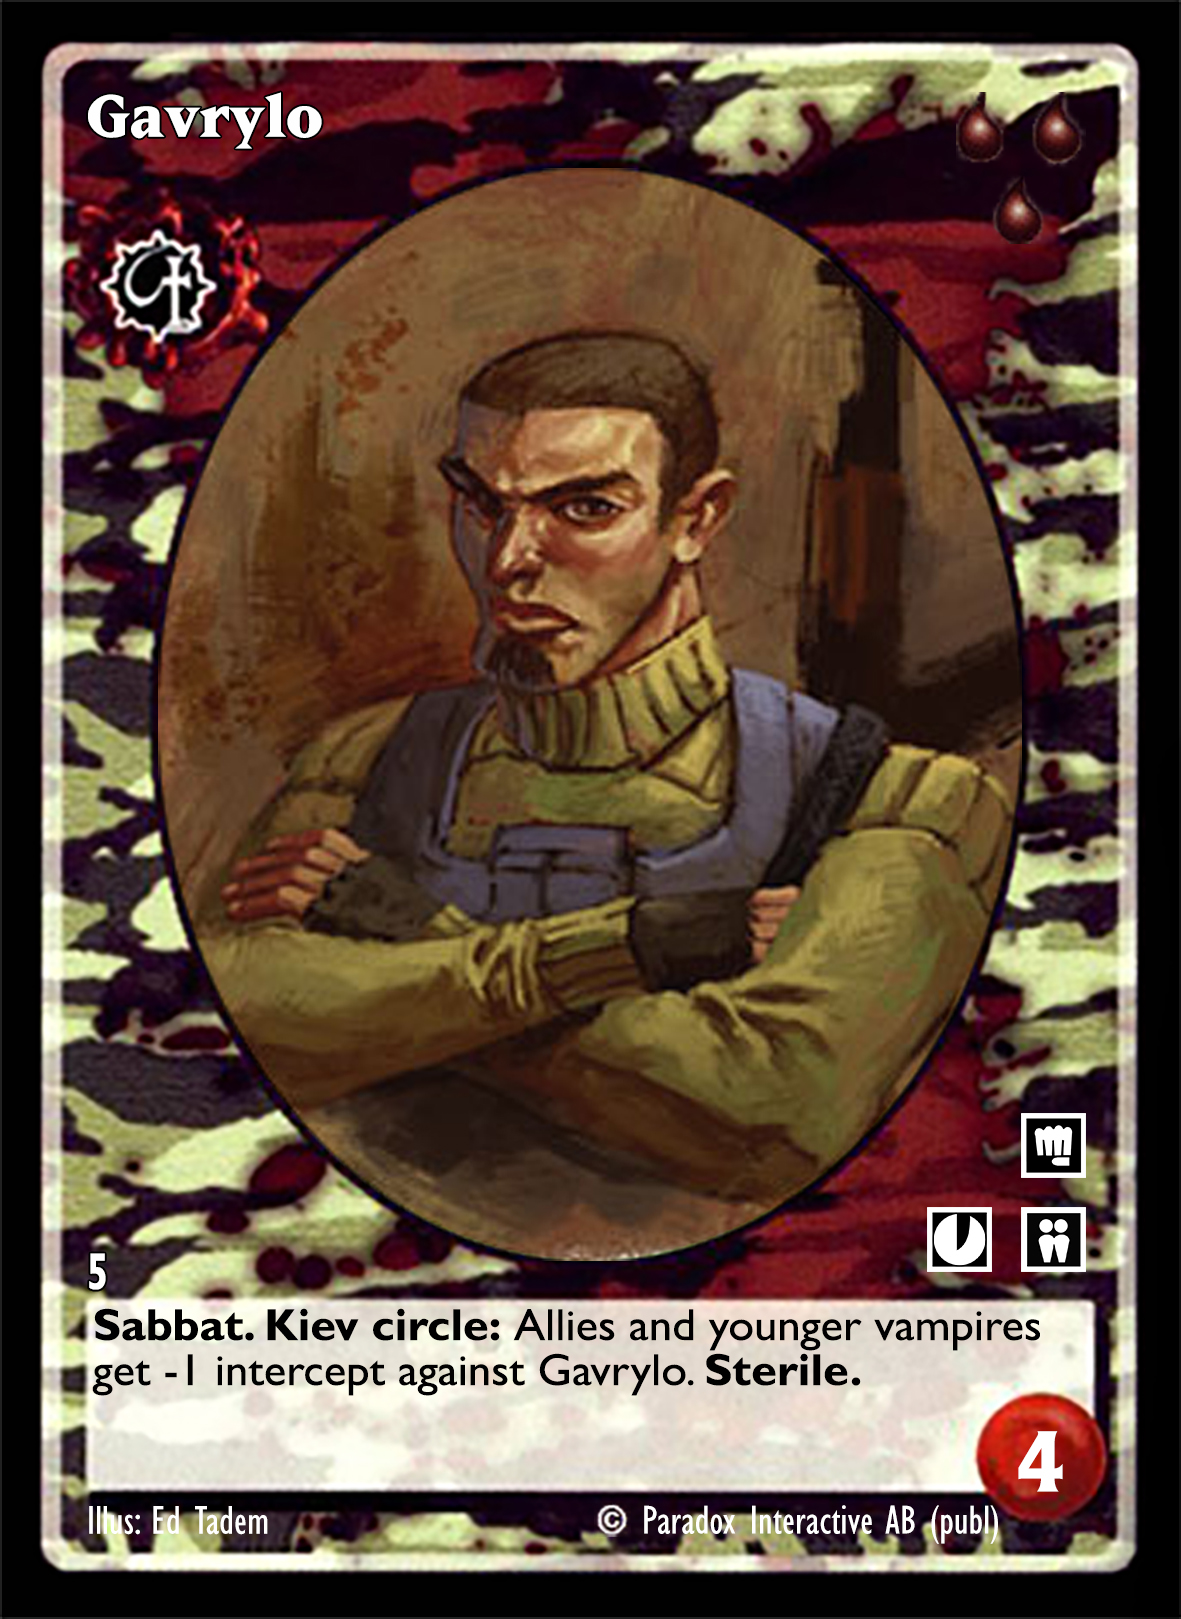 Gavrylo
5
Sabbat. Kiev circle: Allies and younger vampires
get -1 intercept against Gavrylo. Sterile.
4
Illus: Ed Tadem © Paradox Interactive AB (publ)